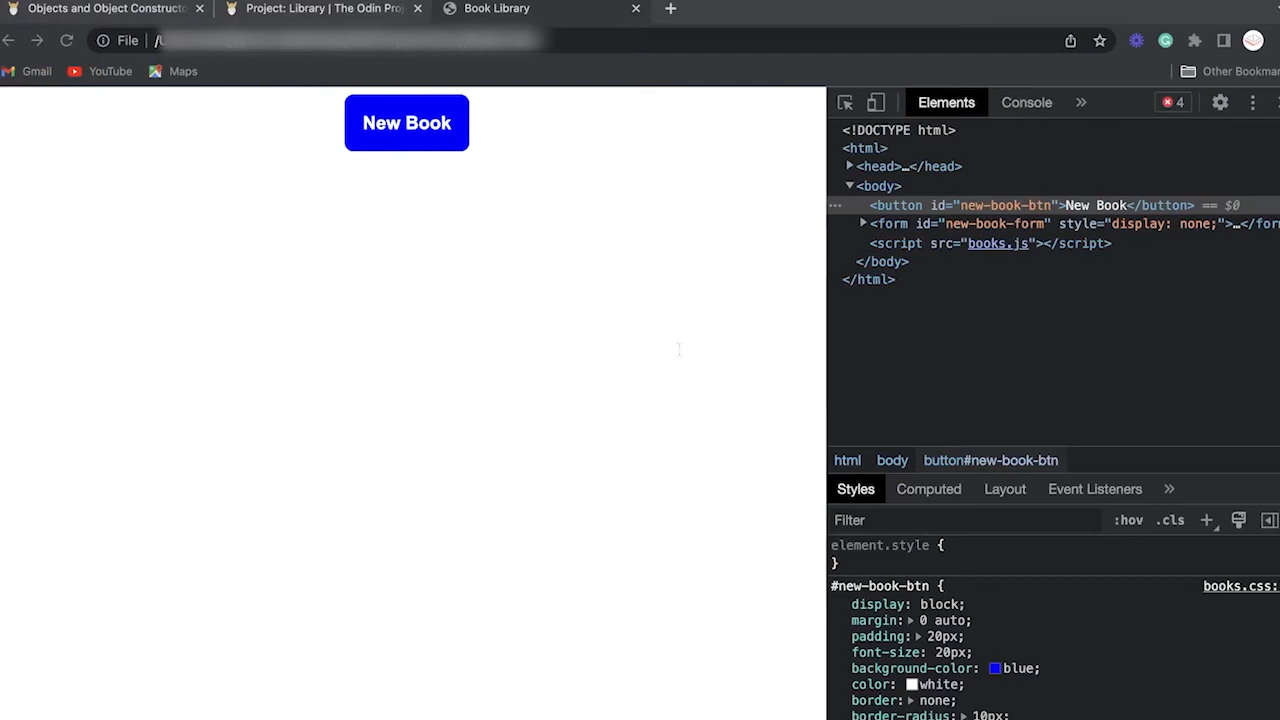 Objects and Object Constructo
Project: Library | The Odin Proj
Book Library
File
Gmail
YouTube
Maps
Other Bookmar
New Book
Elements
Console
4
<!DOCTYPE html>
<html>
<head>…</head>
<body>
<button id="new-book-btn">New Book</button> == $0
<form id="new-book-form" style="display: none;">…</for
<script src="books.js"></script>
</body>
</html>
html body button#new-book-btn
Styles Computed Layout Event Listeners
Filter
:hov .cls
element.style {
}
#new-book-btn {
books.css:
display: block;
margin: 0 auto;
padding: 20px;
font-size: 20px;
background-color: blue;
color: white;
border: none;
border-radius: 10px;